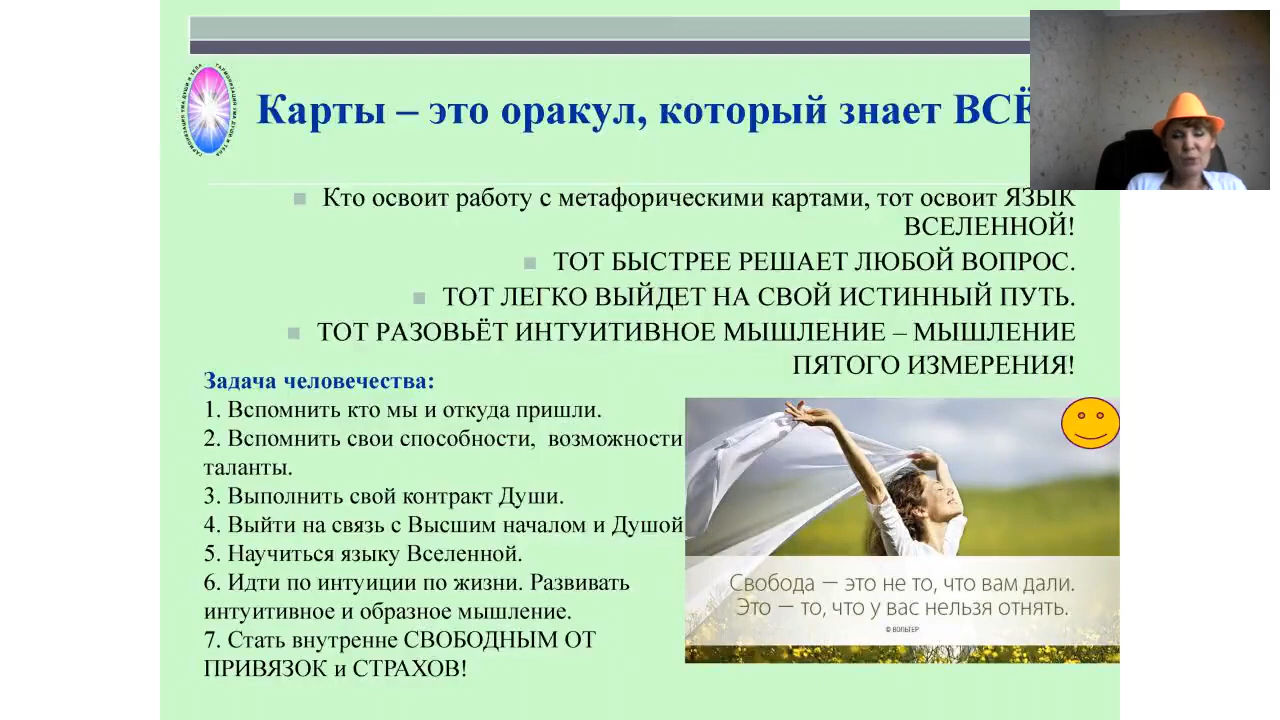 Карты – это оракул, который знает ВСЁ
Кто освоит работу с метафорическими картами, тот освоит ЯЗЫК
ВСЕЛЕННОЙ!
ТОТ БЫСТРЕЕ РЕШАЕТ ЛЮБОЙ ВОПРОС.
ТОТ ЛЕГКО ВЫЙДЕТ НА СВОЙ ИСТИННЫЙ ПУТЬ.
ТОТ РАЗОВЬЁТ ИНТУИТИВНОЕ МЫШЛЕНИЕ – МЫШЛЕНИЕ
ПЯТОГО ИЗМЕРЕНИЯ!
Задача человечества:
1. Вспомнить кто мы и откуда пришли.
2. Вспомнить свои способности, возможности
таланты.
3. Выполнить свой контракт Души.
4. Выйти на связь с Высшим началом и Душой
5. Научиться языку Вселенной.
6. Идти по интуиции по жизни. Развивать
интуитивное и образное мышление.
7. Стать внутренне СВОБОДНЫМ ОТ
ПРИВЯЗОК и СТРАХОВ!
Свобода — это не то, что вам дали.
Это — то, что у вас нельзя отнять.
© ВОЛЬТЕР